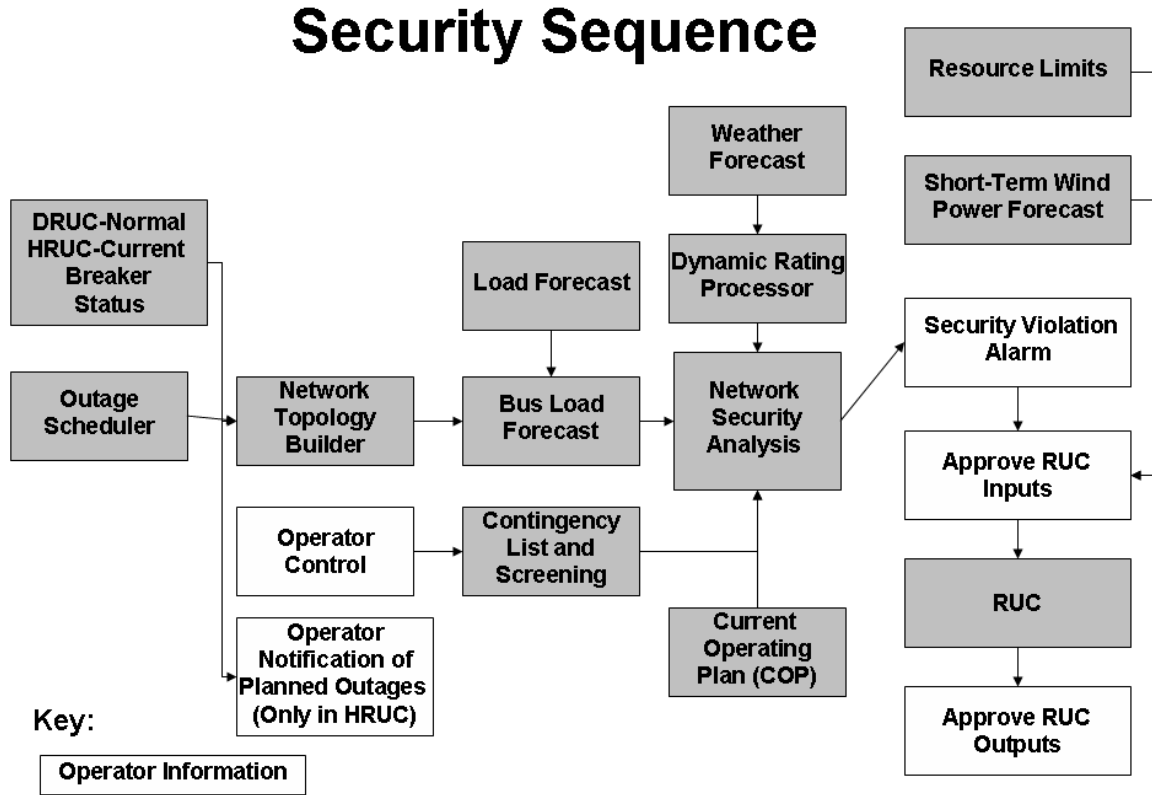 Security Sequence
Resource Limits
Weather
Forecast
Short-Term Wind
Power Forecast
DRUC-Normal
HRUC-Current
Breaker
Status
Load Forecast
Dynamic Rating
Processor
Security Violation
Alarm
Outage
Scheduler
Network
Topology
Builder
Bus Load
Forecast
Network
Security
Analysis
Approve RUC
Inputs
Operator
Control
Contingency
List and
Screening
RUC
Operator
Notification of
Planned Outages
(Only in HRUC)
Current
Operating
Plan (COP)
Approve RUC
Outputs
Key:
Operator Information